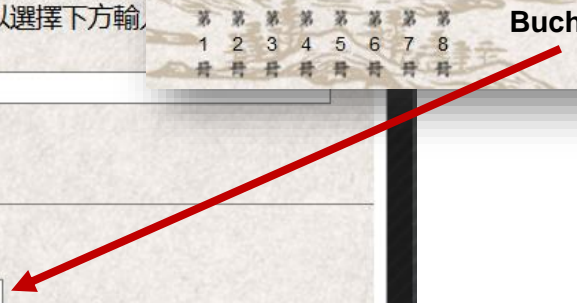 以選擇下方輸
第 第 第 第 第 第 第 第
1 2 3 4 5 6 7 8
冊 冊 冊 冊 冊 冊 冊 冊
Buch